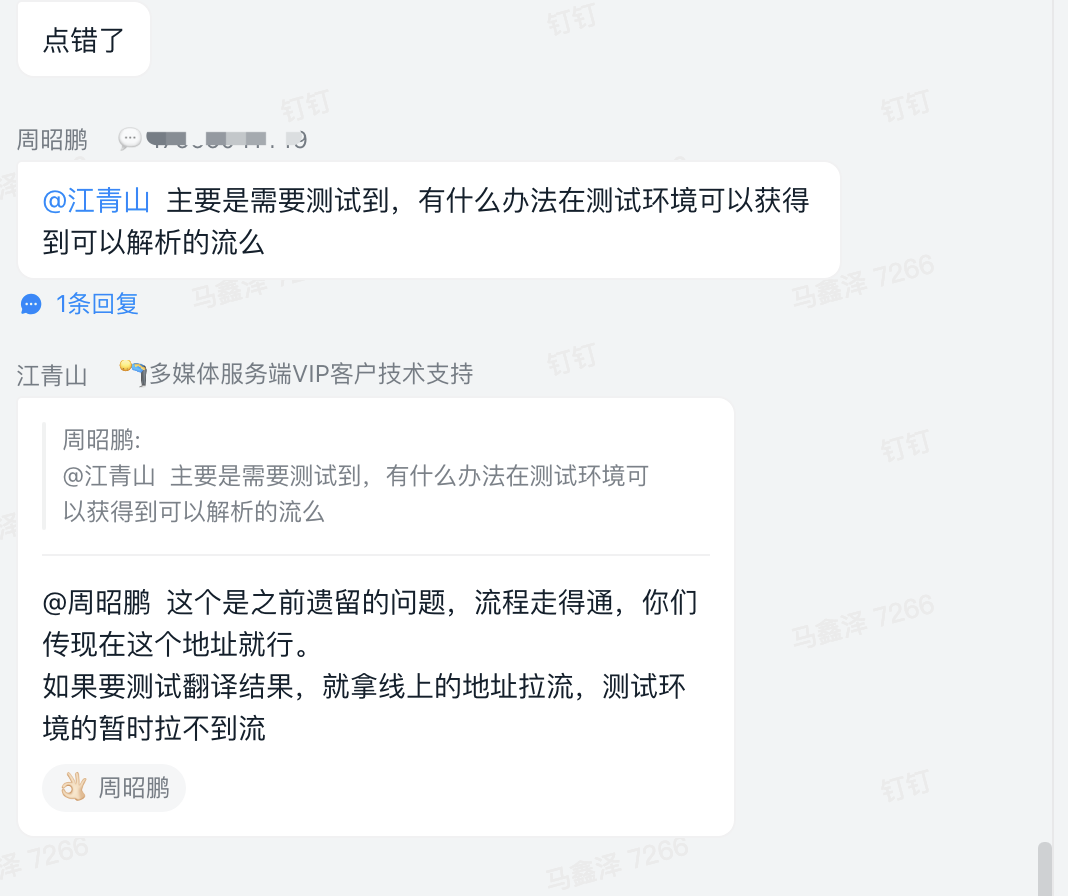 点错了
周昭鹏
@江青山 主要是需要测试到，有什么办法在测试环境可以获得
到可以解析的流么
1条回复
江青山 多媒体服务端VIP客户技术支持
周昭鹏:
@江青山 主要是需要测试到，有什么办法在测试环境可
以获得到可以解析的流么
@周昭鹏 这个是之前遗留的问题，流程走得通，你们
传现在这个地址就行。
如果要测试翻译结果，就拿线上的地址拉流，测试环
境的暂时拉不到流
周昭鹏
钉钉
钉钉
钉钉
马鑫泽 7266
钉钉
钉钉
马鑫泽 7266
钉钉
泽 7266
马鑫泽 7266